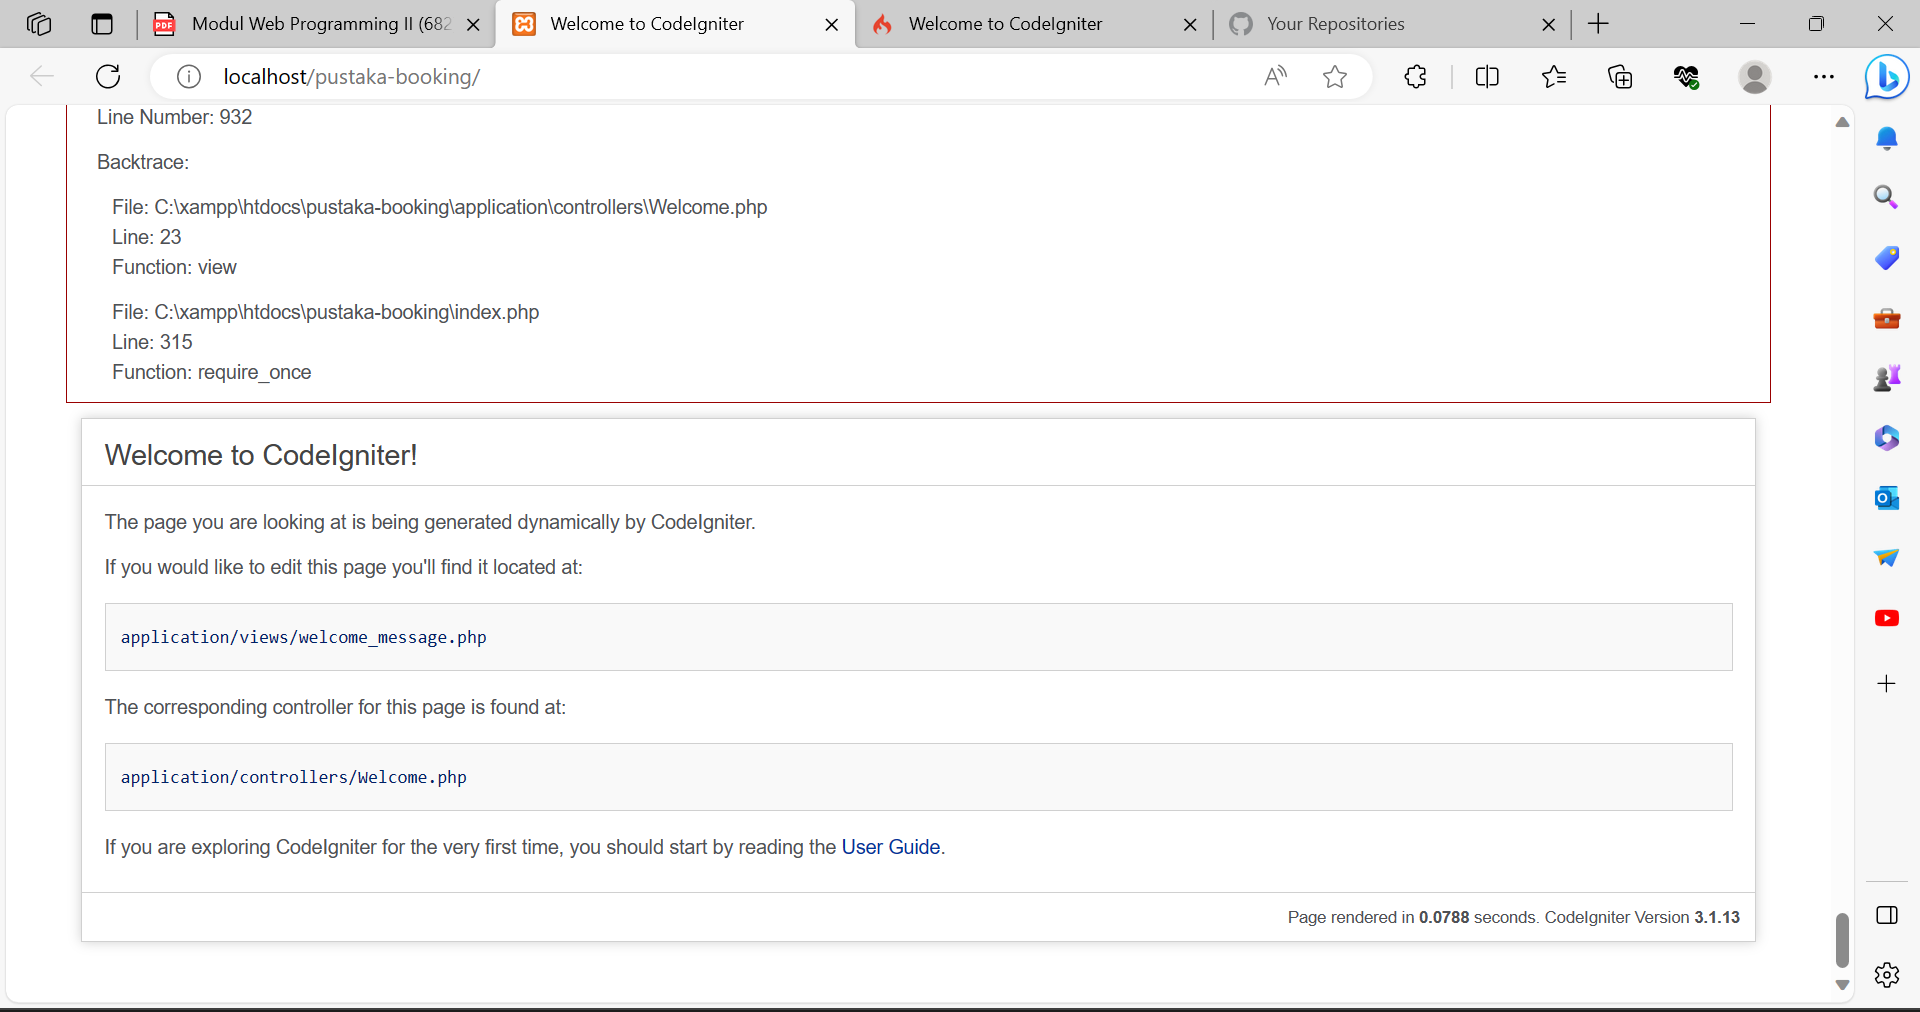 Modul Web Programming II (682
Welcome to CodeIgniter
Welcome to CodeIgniter
Your Repositories
localhost/pustaka-booking/
Line Number: 932
Backtrace:
File: C:\xampp\htdocs\pustaka-booking\application\controllers\Welcome.php
Line: 23
Function: view
File: C:\xampp\htdocs\pustaka-booking\index.php
Line: 315
Function: require_once
Welcome to CodeIgniter!
The page you are looking at is being generated dynamically by CodeIgniter.
If you would like to edit this page you'll find it located at:
application/views/welcome_message.php
The corresponding controller for this page is found at:
application/controllers/Welcome.php
If you are exploring CodeIgniter for the very first time, you should start by reading the User Guide.
Page rendered in 0.0788 seconds. CodeIgniter Version 3.1.13